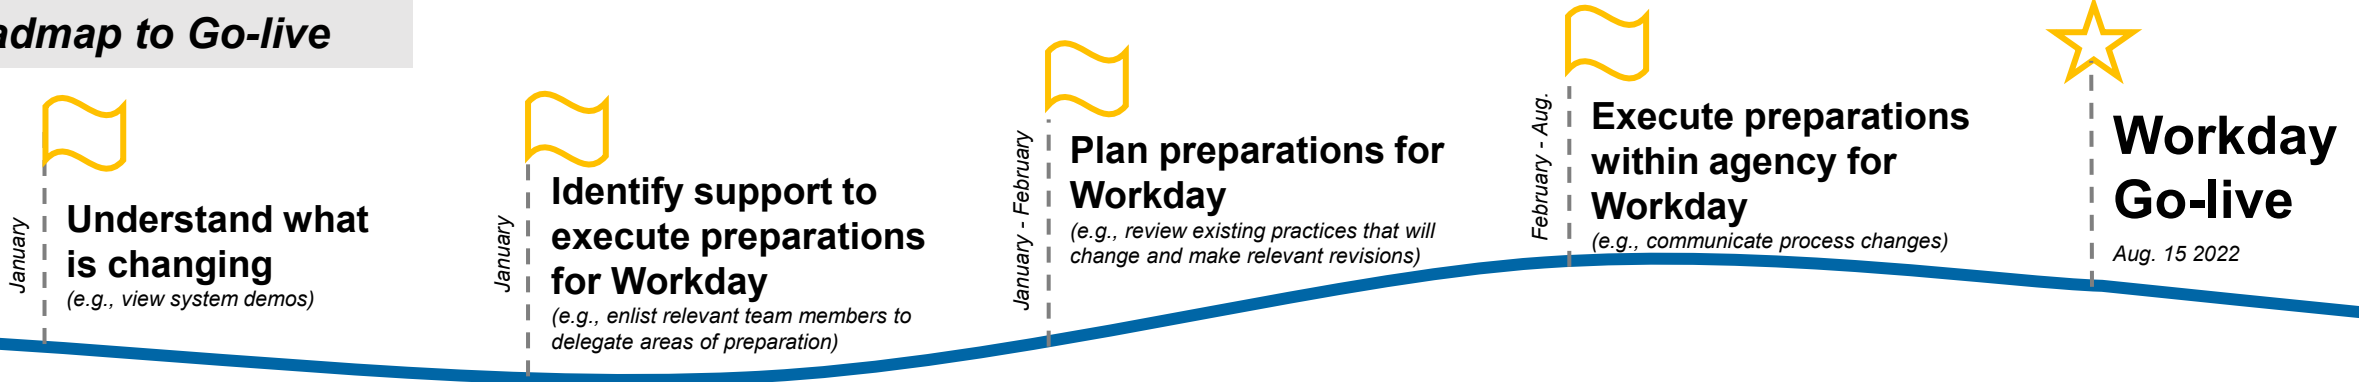 admap to Go-live
January
Understand what
is changing
(e.g., view system demos)
January
Identify support to
execute preparations
for Workday
(e.g., enlist relevant team members to
delegate areas of preparation)
January - February
Plan preparations for
Workday
(e.g., review existing practices that will
change and make relevant revisions)
February - Aug.
Execute preparations
within agency for
Workday
(e.g., communicate process changes)
Workday
Go-live
Aug. 15 2022